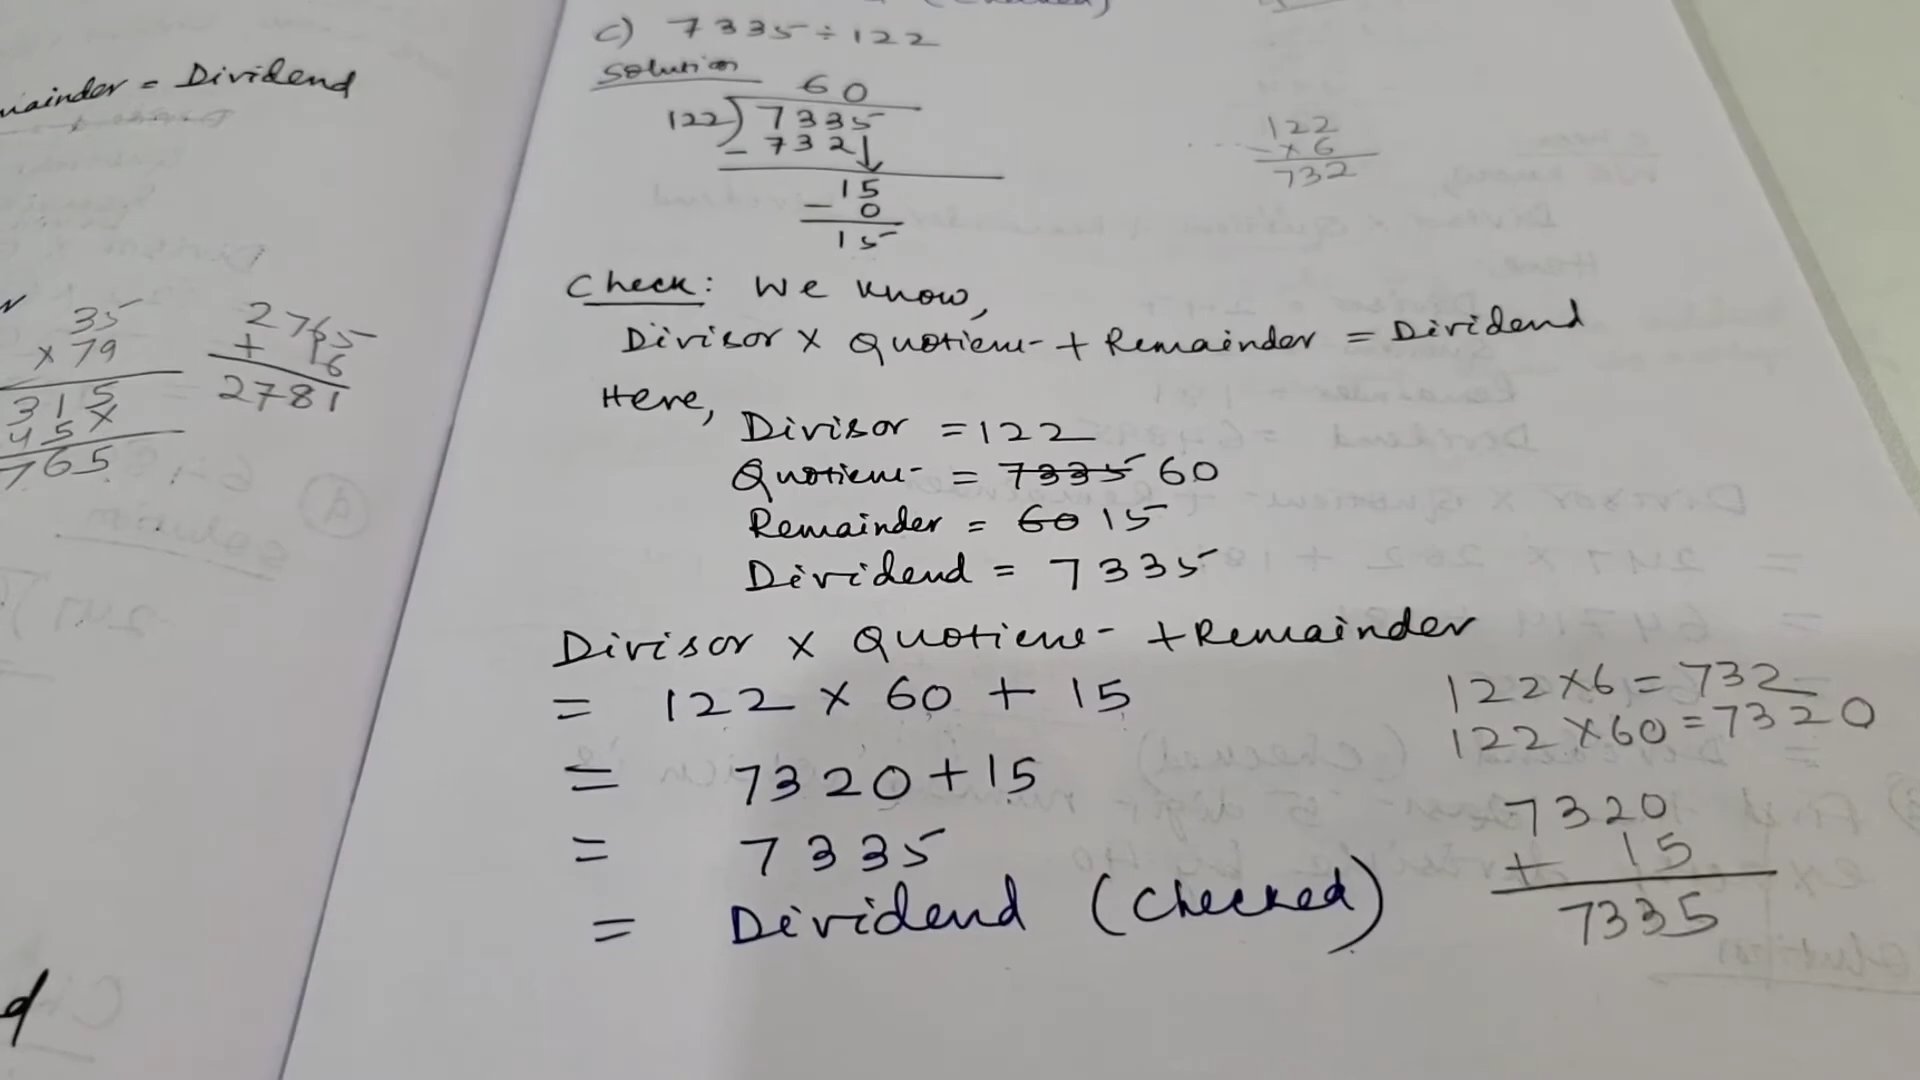 = Dividend
35
× 79
315
45×
765
2765
+ 16
2781
(Checked)
c) 7335÷122
Solution
60
122) 7335
- 732↓
15
- 0
15
122
× 6
732
Check: We know,
Divisor × Quotient + Remainder = Dividend
Here,
Divisor = 122
Quotient = 7335 60
Remainder = 60 15
Dividend = 7335
Divisor × Quotient + Remainder
= 122 × 60 + 15
= 7320+15
= 7335
= Dividend (Checked)
122×6 = 732
122×60 = 7320
7320
+ 15
7335